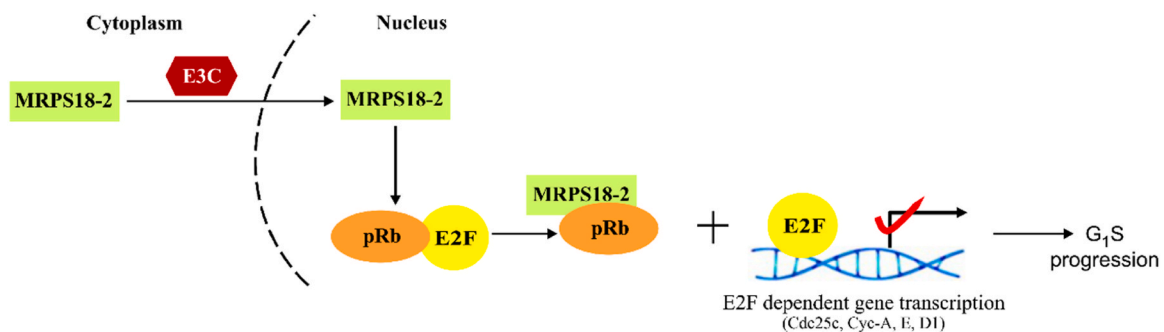 Cytoplasm
Nucleus
E3C
MRPS18-2
MRPS18-2
MRPS18-2
pRb
E2F
pRb
+
E2F
G₁S
progression
E2F dependent gene transcription
(Cdc25c, Cyc-A, E, D1)